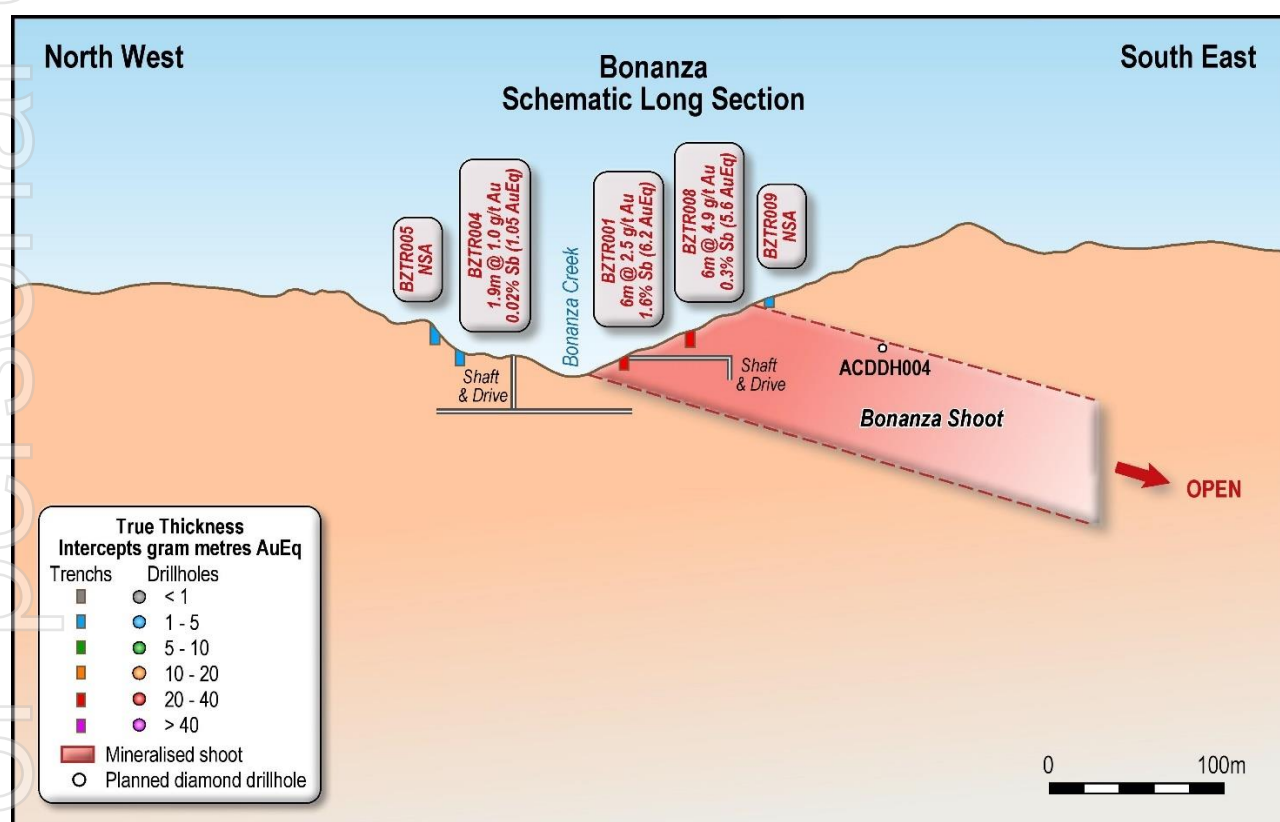 North West
Bonanza
Schematic Long Section
South East
BZTR005
NSA
BZTR004
1.9m @ 1.0 g/t Au
0.02% Sb (1.05 AuEq)
Bonanza Creek
BZTR001
6m @ 2.5 g/t Au
1.6% Sb (6.2 AuEq)
BZTR008
6m @ 4.9 g/t Au
0.3% Sb (5.6 AuEq)
BZTR009
NSA
Shaft
& Drive
Shaft
& Drive
ACDDH004
Bonanza Shoot
OPEN
True Thickness
Intercepts gram metres AuEq
Trenchs Drillholes
< 1
1 - 5
5 - 10
10 - 20
20 - 40
> 40
Mineralised shoot
Planned diamond drillhole
0 100m
or personal